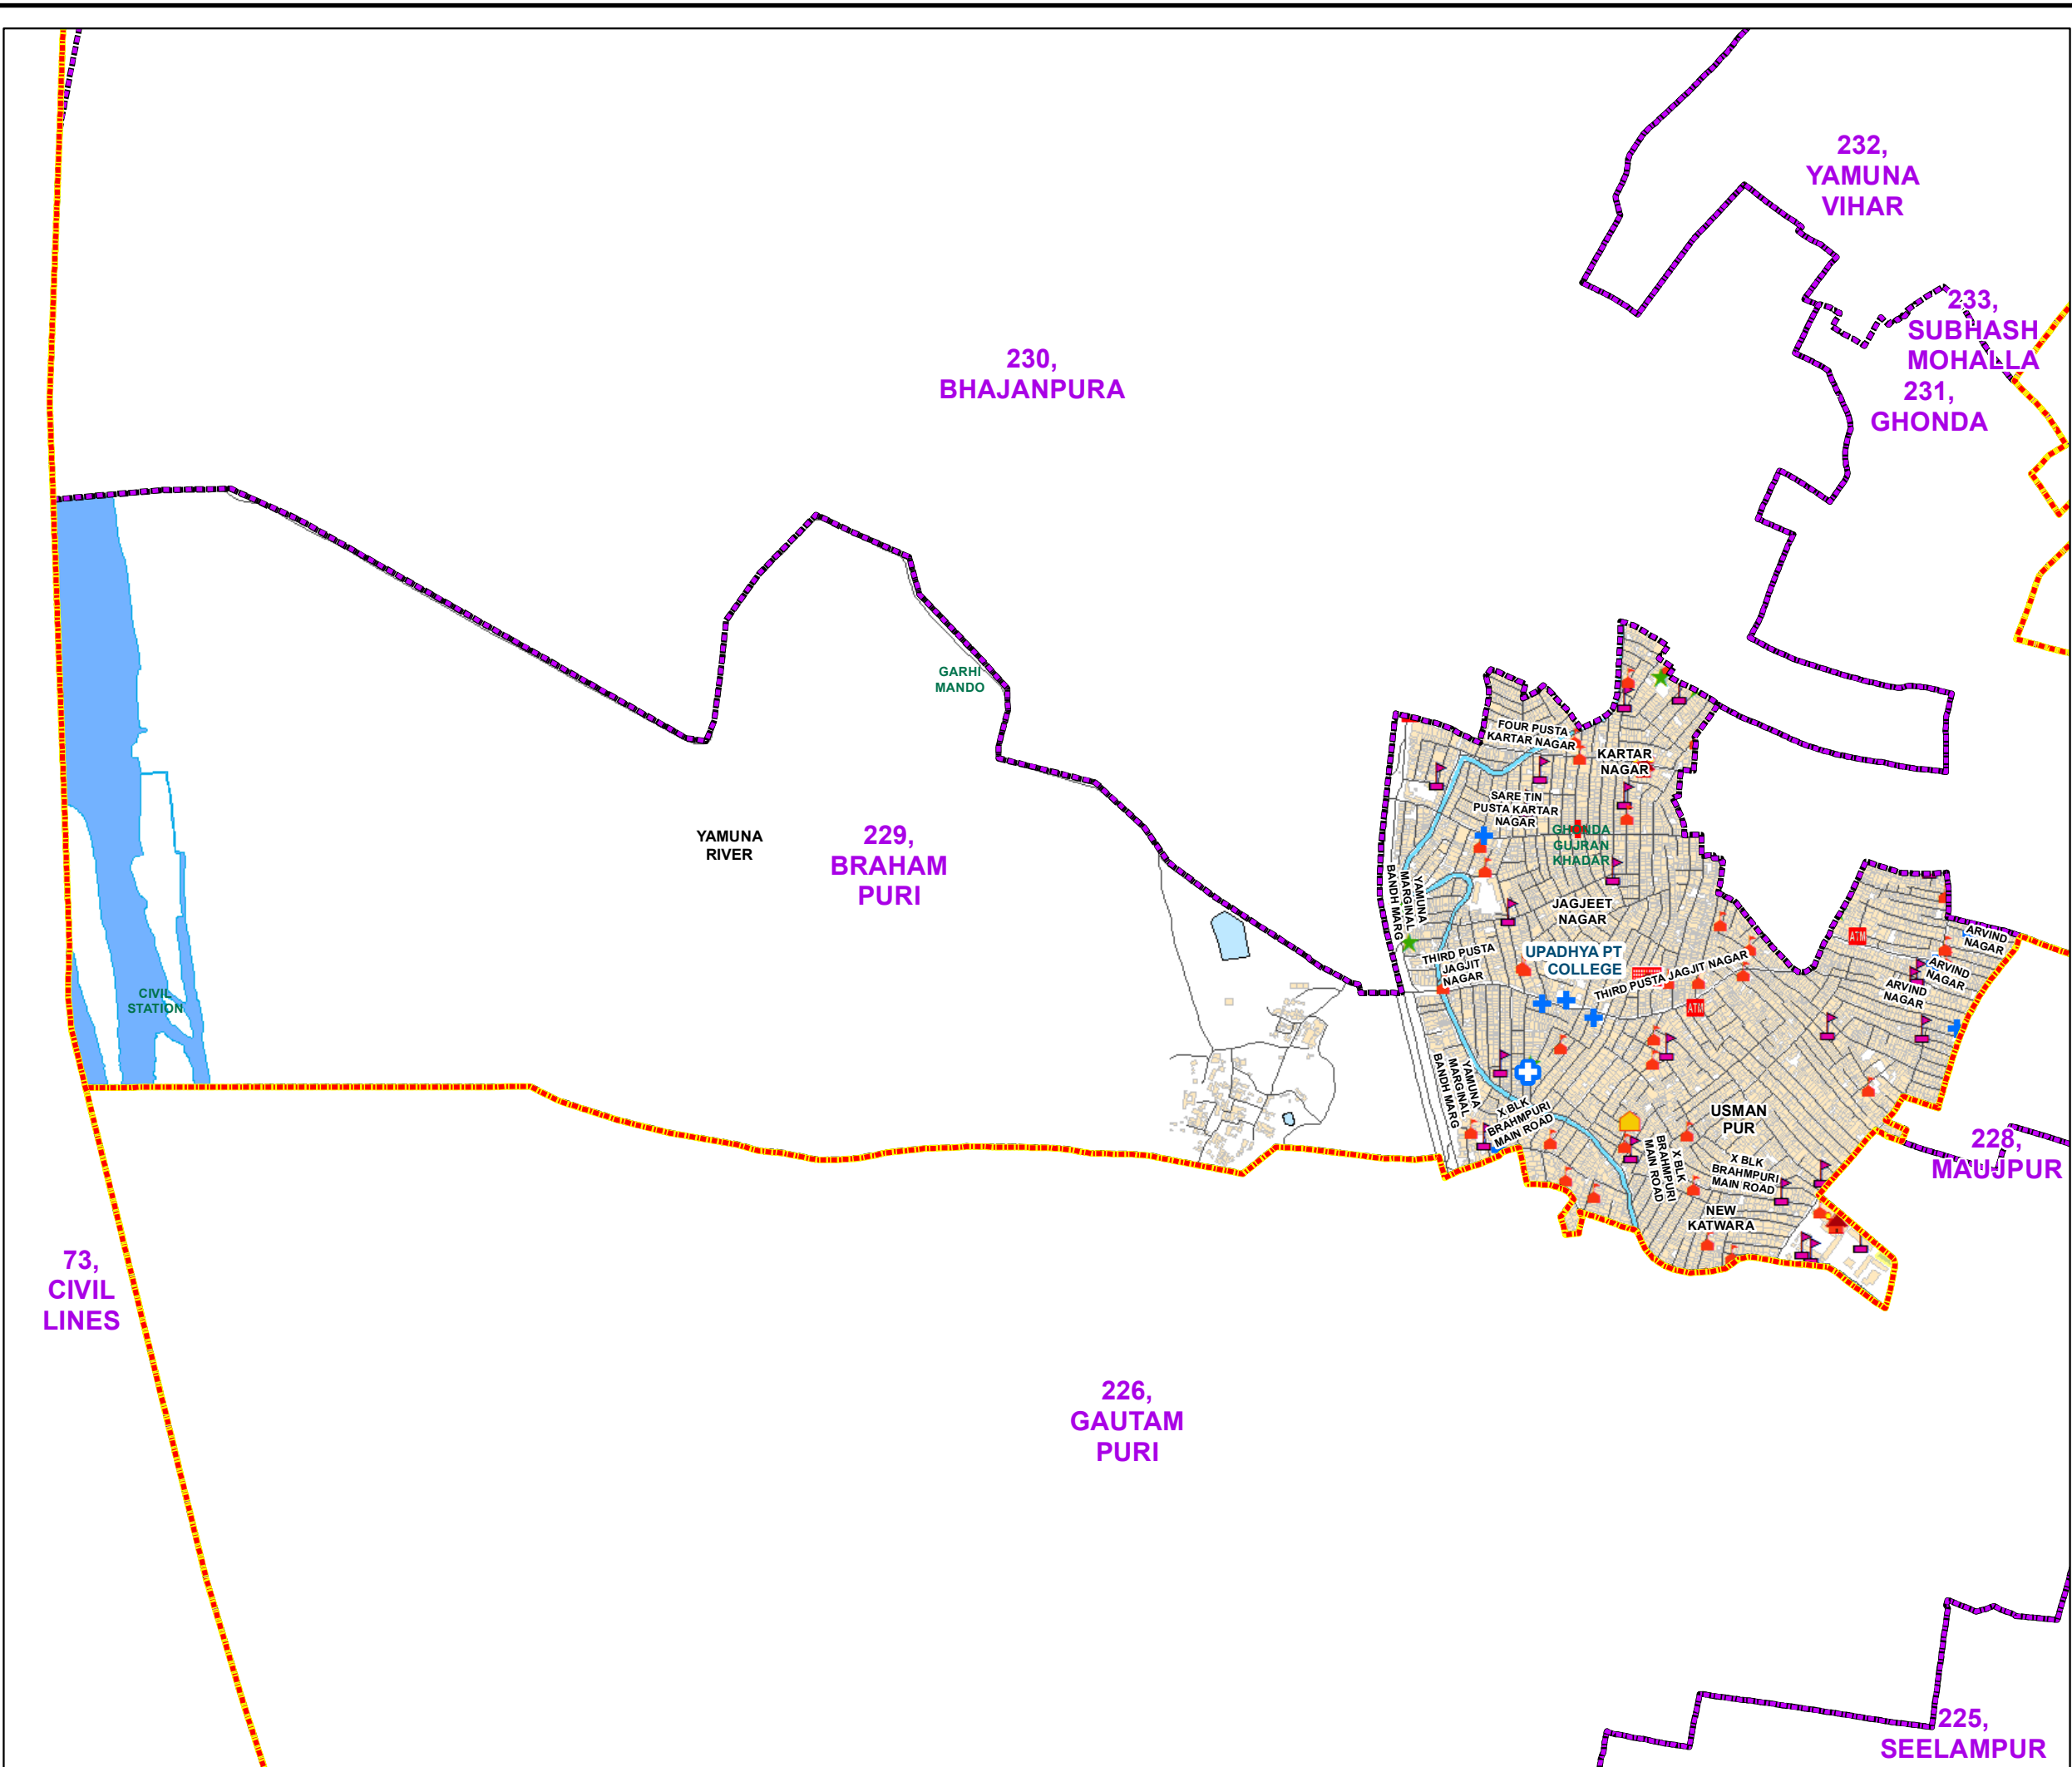 232,
YAMUNA
VIHAR
233,
SUBHASH
MOHALLA
231,
GHONDA
230,
BHAJANPURA
GARHI
MANDO
FOUR PUSTA
KARTAR NAGAR
KARTAR
NAGAR
SARE TIN
PUSTA KARTAR
NAGAR
GHONDA
GUJRAN
KHADAR
YAMUNA
RIVER
229,
BRAHAM
PURI
YAMUNA
MARGINAL
BANDH MARG
JAGJEET
NAGAR
UPADHYA PT
COLLEGE
THIRD PUSTA
JAGJIT
NAGAR
THIRD PUSTA JAGJIT NAGAR
ATM
ATM
ARVIND
NAGAR
ARVIND
NAGAR
ARVIND
NAGAR
CIVIL
STATION
YAMUNA
MARGINAL
BANDH MARG
X BLK
BRAHMPURI
MAIN ROAD
USMAN
PUR
X BLK
BRAHMPURI
MAIN ROAD
X BLK
BRAHMPURI
MAIN ROAD
NEW
KATWARA
228,
MAUJPUR
73,
CIVIL
LINES
226,
GAUTAM
PURI
225,
SEELAMPUR